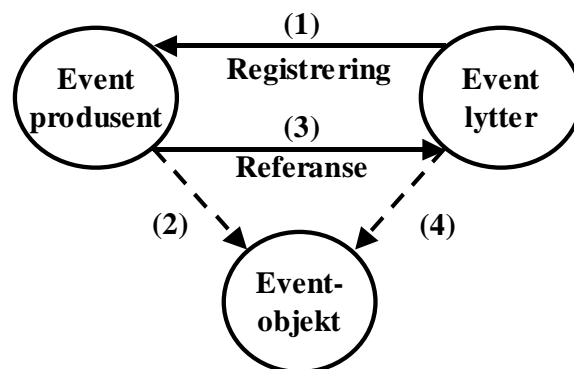 (1)
Registrering
Event
produsent
Event
lytter
(3)
Referanse
(2)
(4)
Event-
objekt